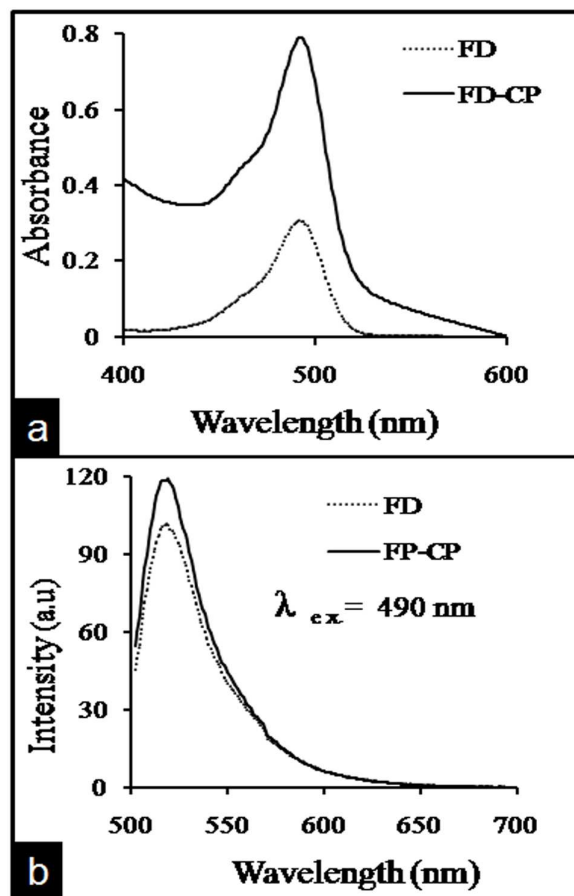 0.8
FD
FD-CP
0.6
0.4
0.2
0
Absorbance
400
500
600
Wavelength (nm)
a
120
FD
FP-CP
90
λ ex.= 490 nm
60
30
0
Intensity (a.u)
500
550
600
650
700
Wavelength (nm)
b